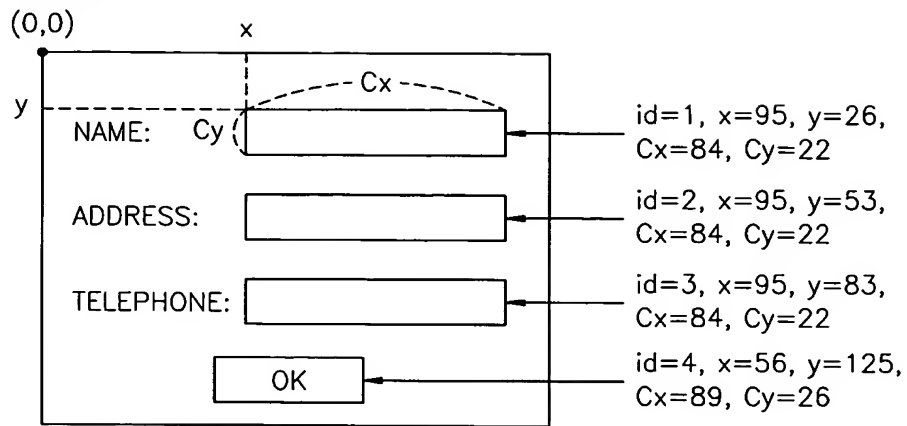 (0,0)
x
Cx
y
NAME:
Cy
id=1, x=95, y=26,
Cx=84, Cy=22
ADDRESS:
id=2, x=95, y=53,
Cx=84, Cy=22
TELEPHONE:
id=3, x=95, y=83,
Cx=84, Cy=22
OK
id=4, x=56, y=125,
Cx=89, Cy=26